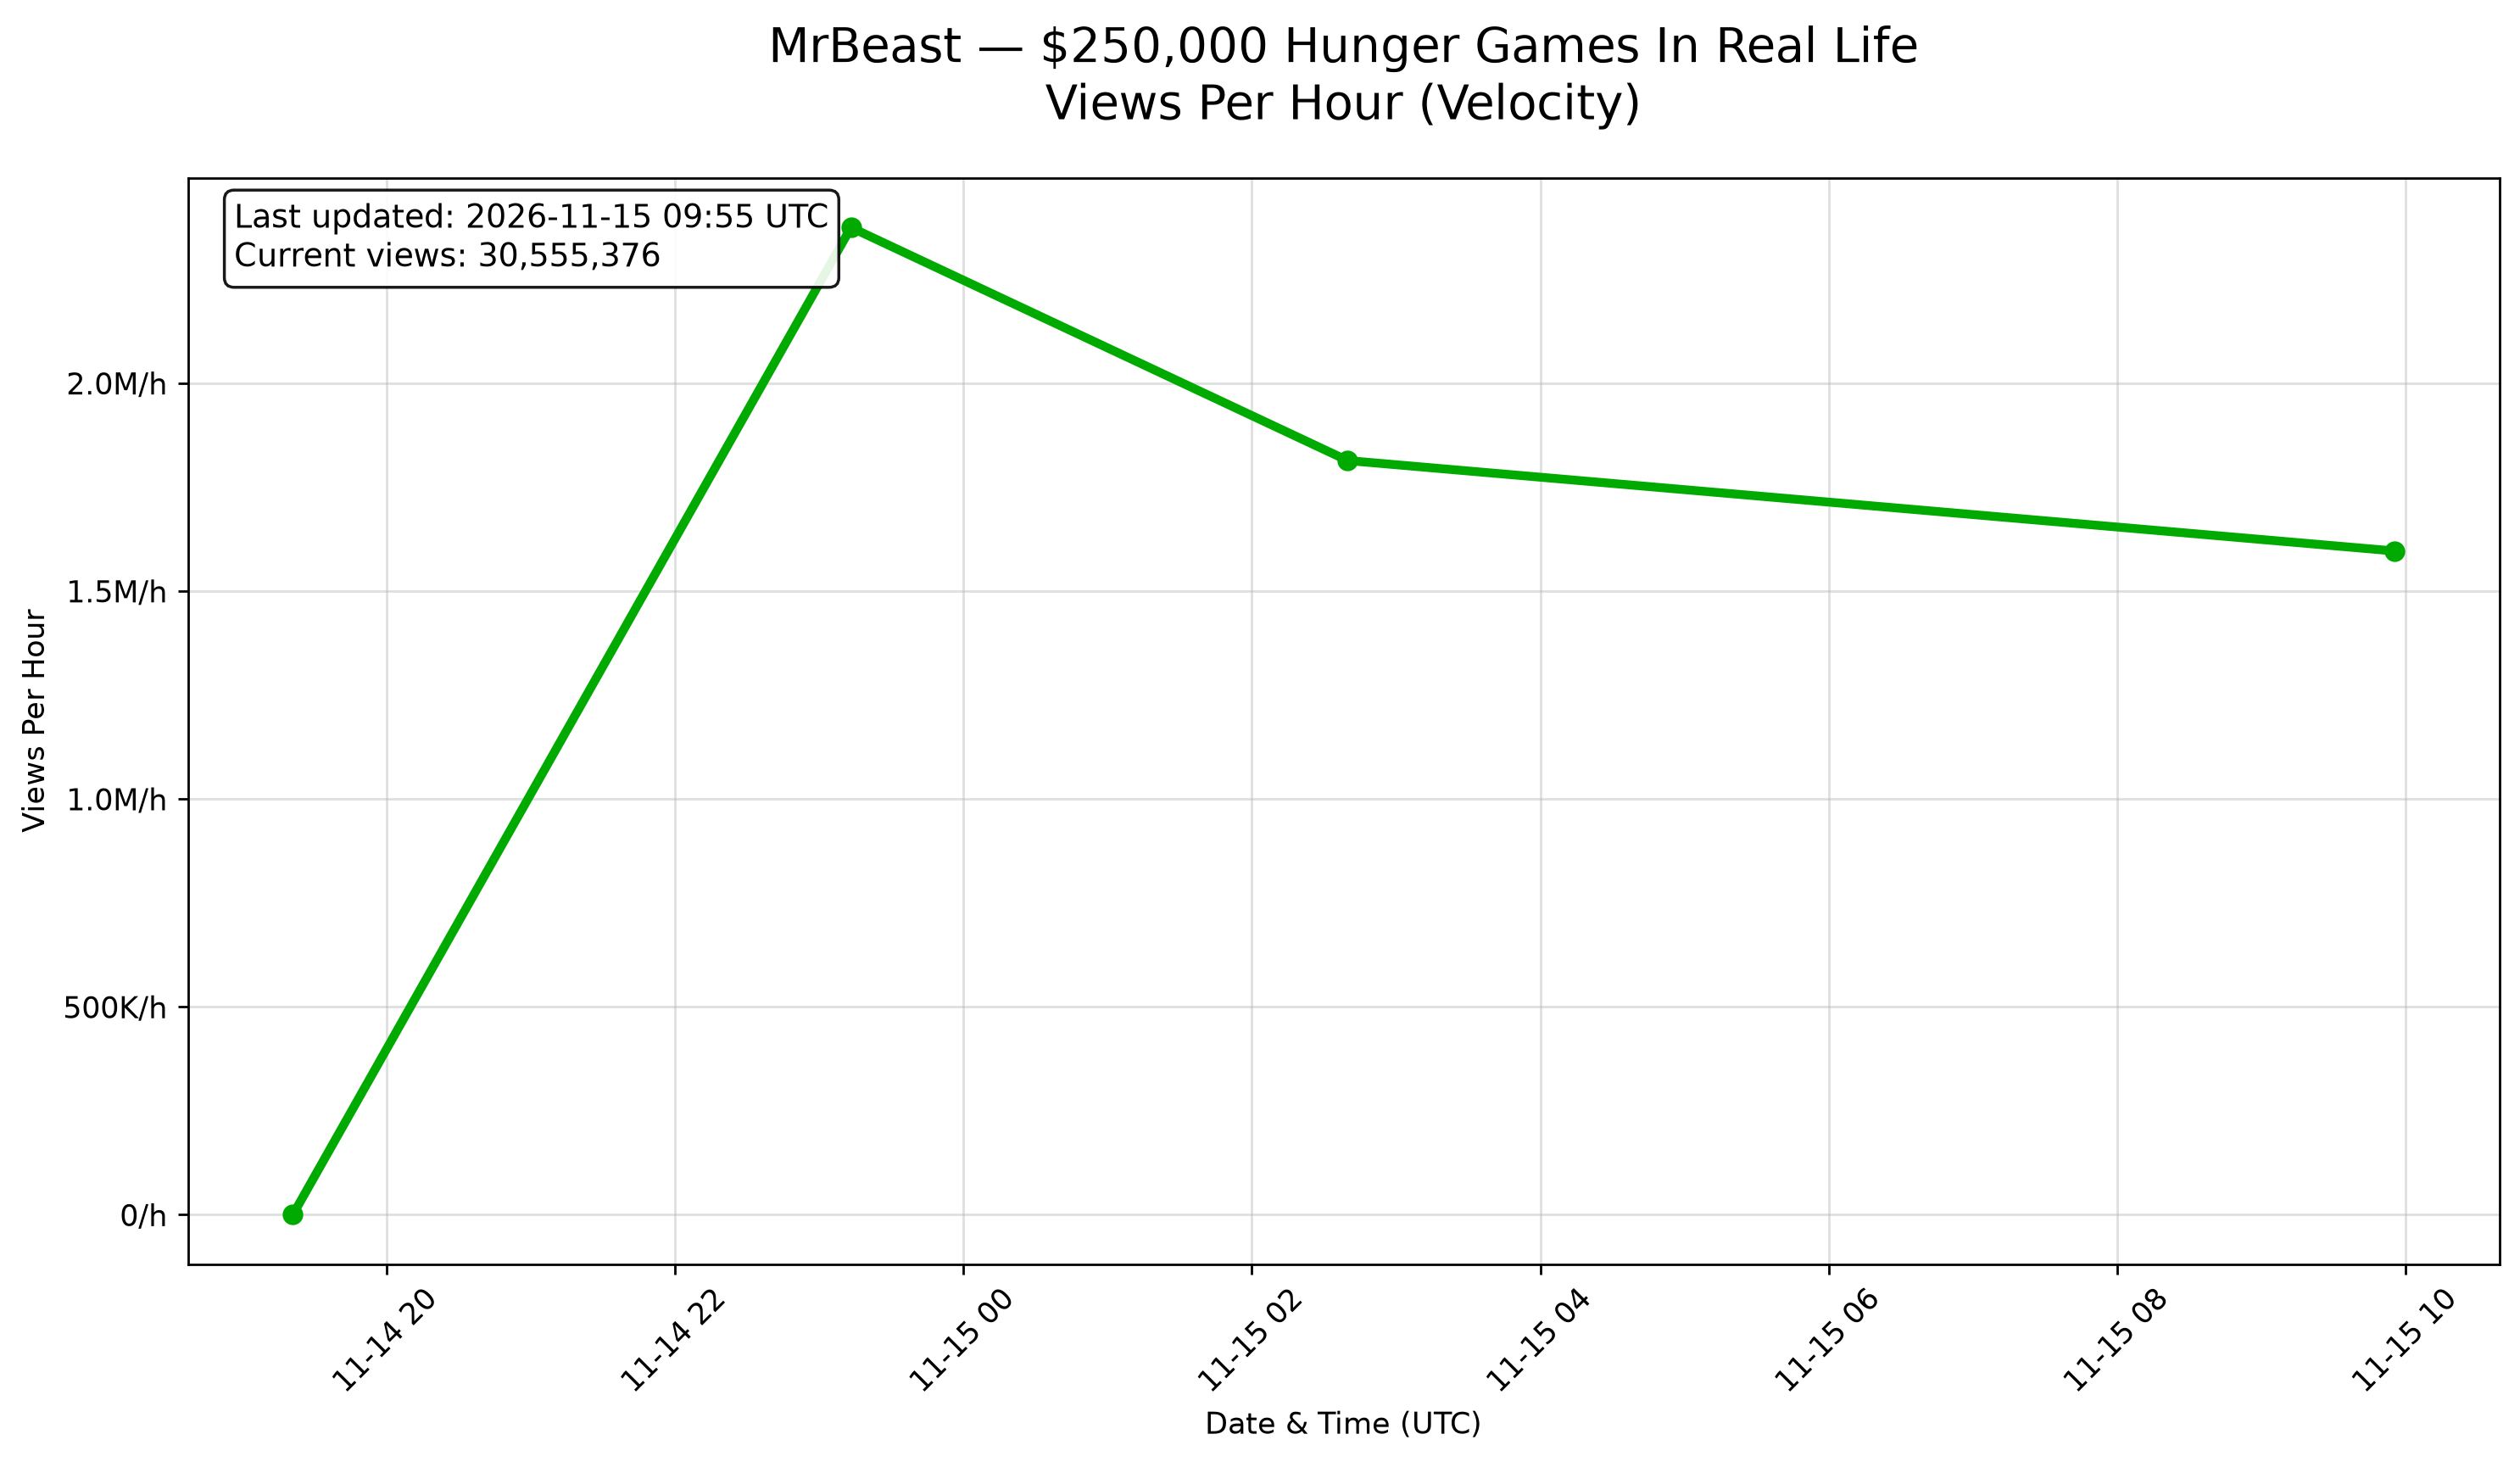 MrBeast — $250,000 Hunger Games In Real Life
Views Per Hour (Velocity)
Last updated: 2026-11-15 09:55 UTC
Current views: 30,555,376
2.0M/h
1.5M/h
1.0M/h
500K/h
0/h
Views Per Hour
11-14 20
11-14 22
11-15 00
11-15 02
11-15 04
11-15 06
11-15 08
11-15 10
Date & Time (UTC)